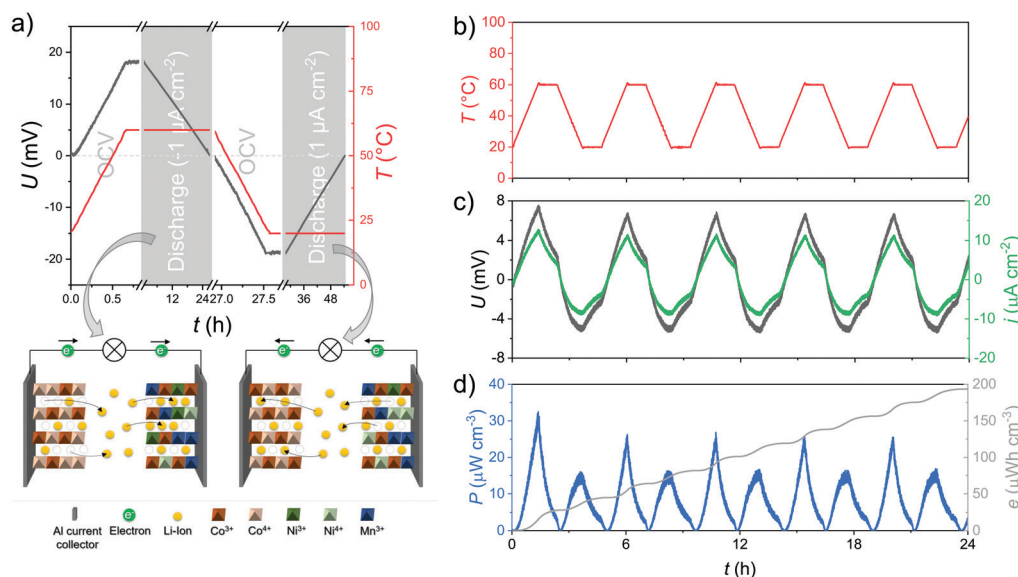 a)
U (mV)
20
10
0
-10
-20
OCV
Discharge (-1 µA cm-2)
OCV
Discharge (1 µA cm-2)
100
75
50
25
0
T (°C)
0.0
0.5
12
24
27.0
27.5
36
48
t (h)
e-
e-
e-
e-
Al current
collector
Electron
Li-Ion
Co3+
Co4+
Ni3+
Ni4+
Mn3+
b)
T (°C)
100
80
60
40
20
0
c)
U (mV)
8
4
0
-4
-8
20
10
0
-10
-20
i (µA cm-2)
d)
P (µW cm-3)
40
30
20
10
0
200
150
100
50
0
e (µWh cm-3)
0
6
12
18
24
t (h)